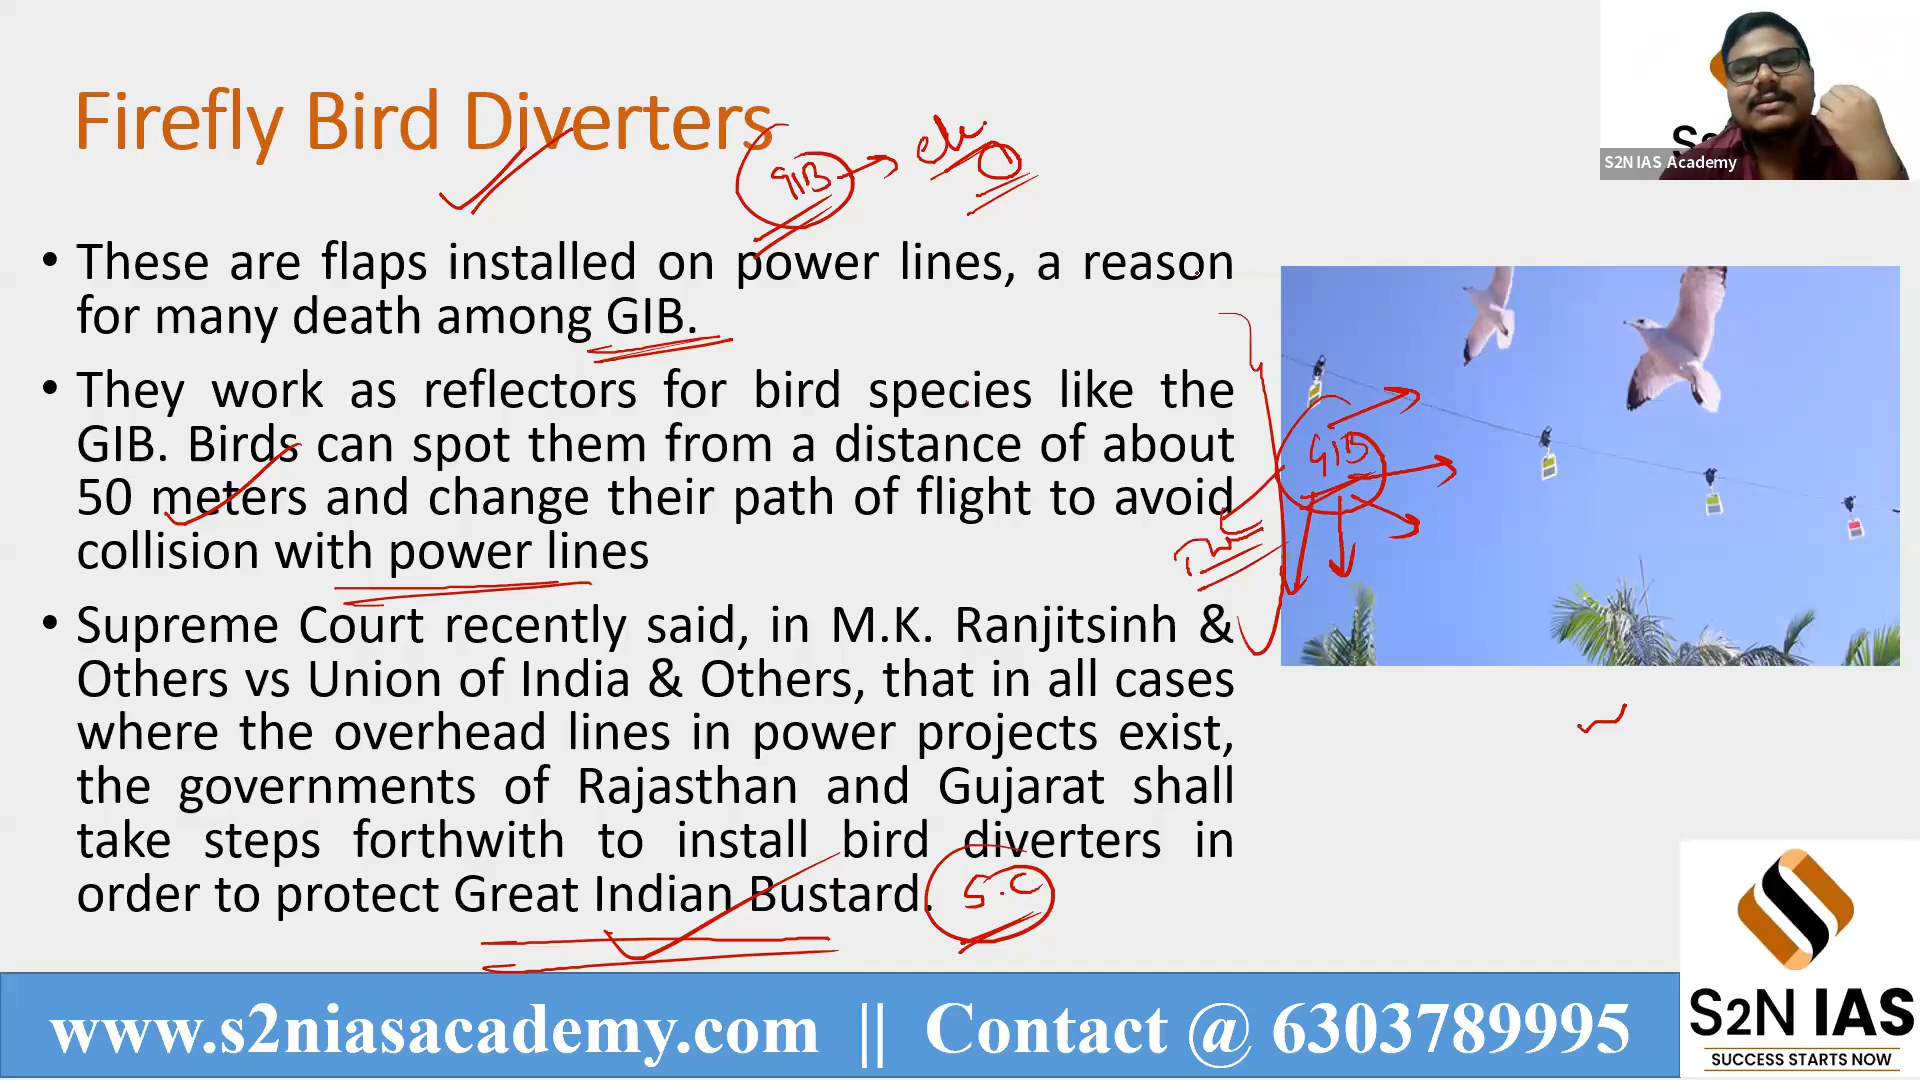 Firefly Bird Diverters
GIB
• These are flaps installed on power lines, a reason
for many death among GIB.
• They work as reflectors for bird species like the
GIB. Birds can spot them from a distance of about
50 meters and change their path of flight to avoid
collision with power lines
• Supreme Court recently said, in M.K. Ranjitsinh &
Others vs Union of India & Others, that in all cases
where the overhead lines in power projects exist,
the governments of Rajasthan and Gujarat shall
take steps forthwith to install bird diverters in
order to protect Great Indian Bustard.
S.C
GIB
S2N IAS Academy
www.s2niasacademy.com || Contact @ 6303789995
S2N IAS
SUCCESS STARTS NOW